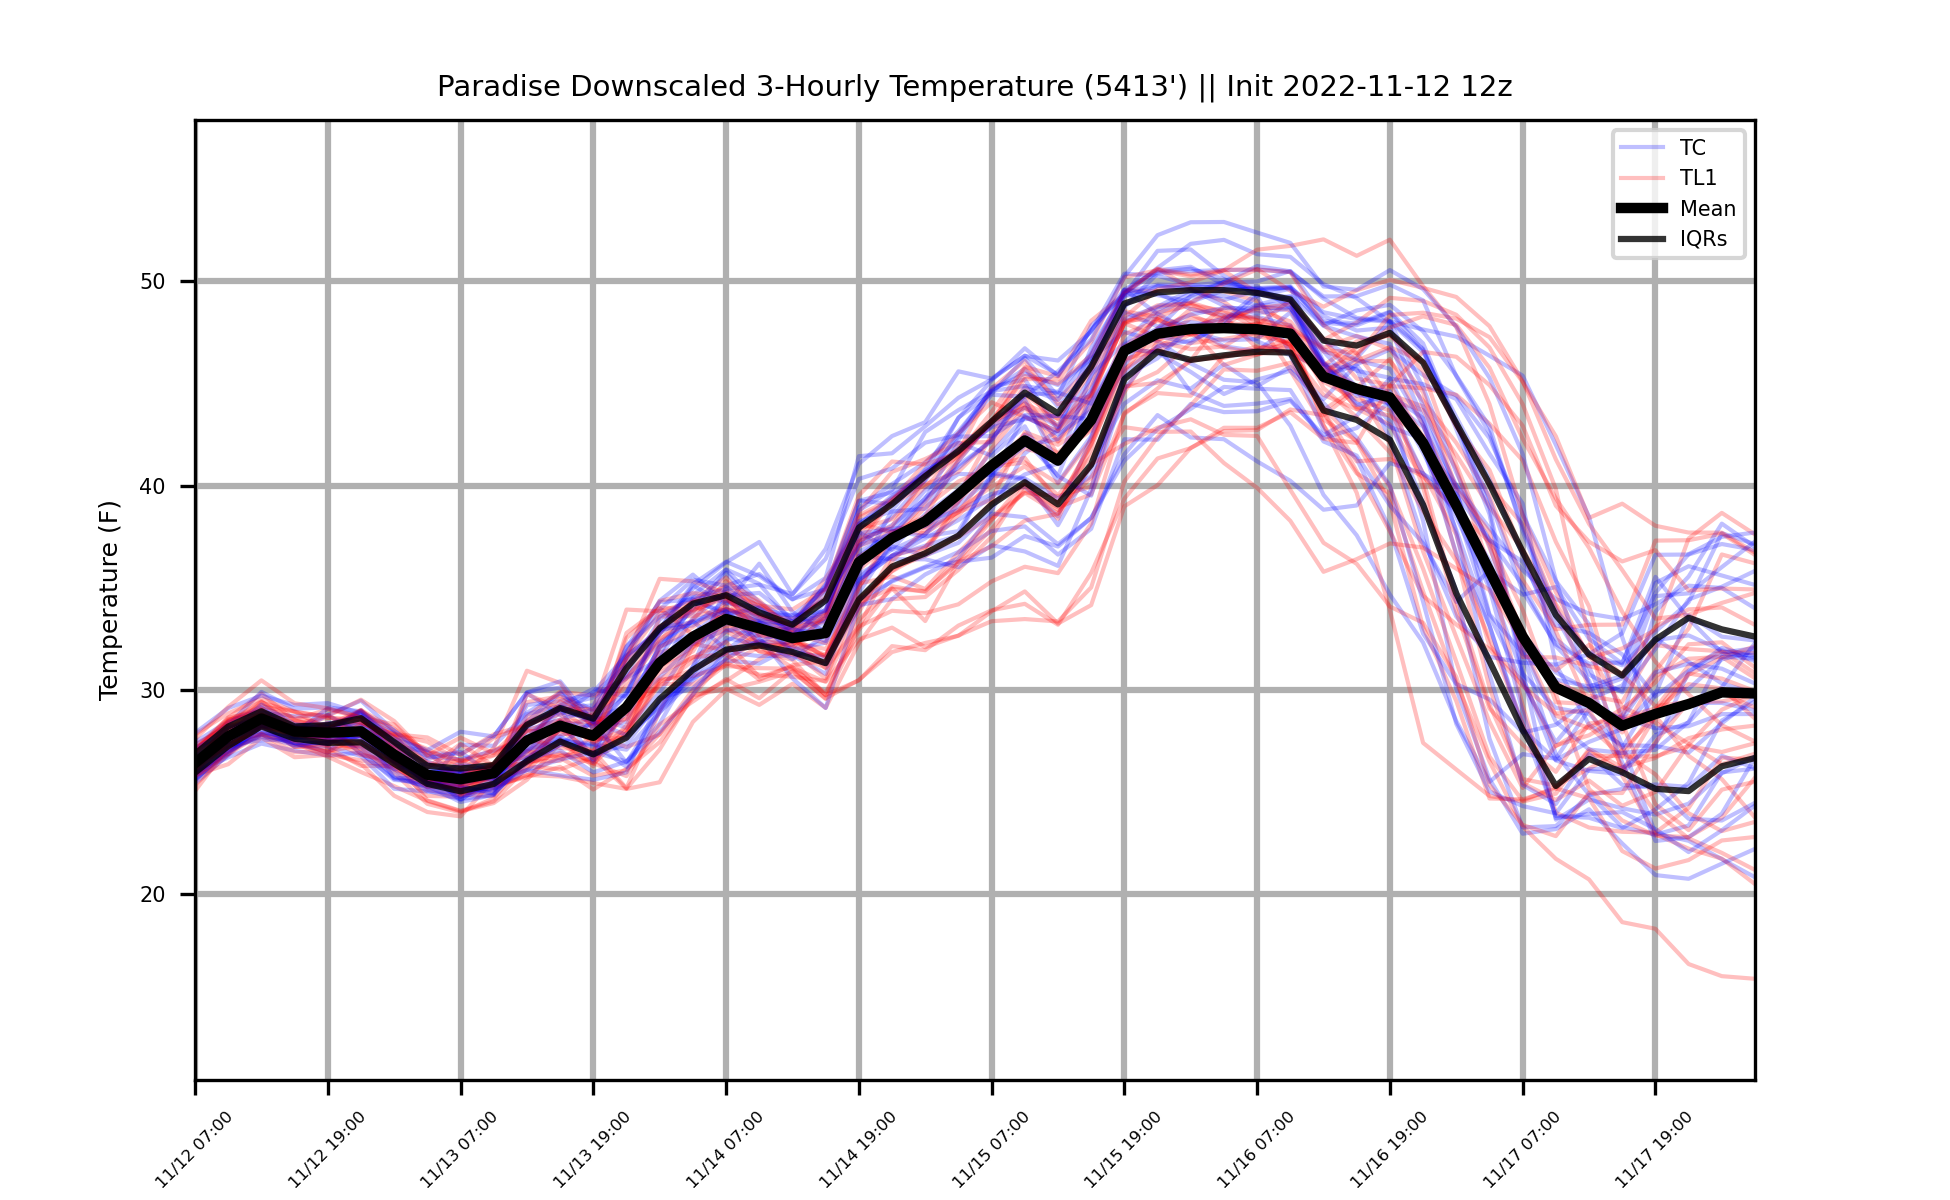 Paradise Downscaled 3-Hourly Temperature (5413') || Init 2022-11-12 12z
TC
TL1
Mean
IQRs
Temperature (F)
50
40
30
20
11/12 07:00
11/12 19:00
11/13 07:00
11/13 19:00
11/14 07:00
11/14 19:00
11/15 07:00
11/15 19:00
11/16 07:00
11/16 19:00
11/17 07:00
11/17 19:00